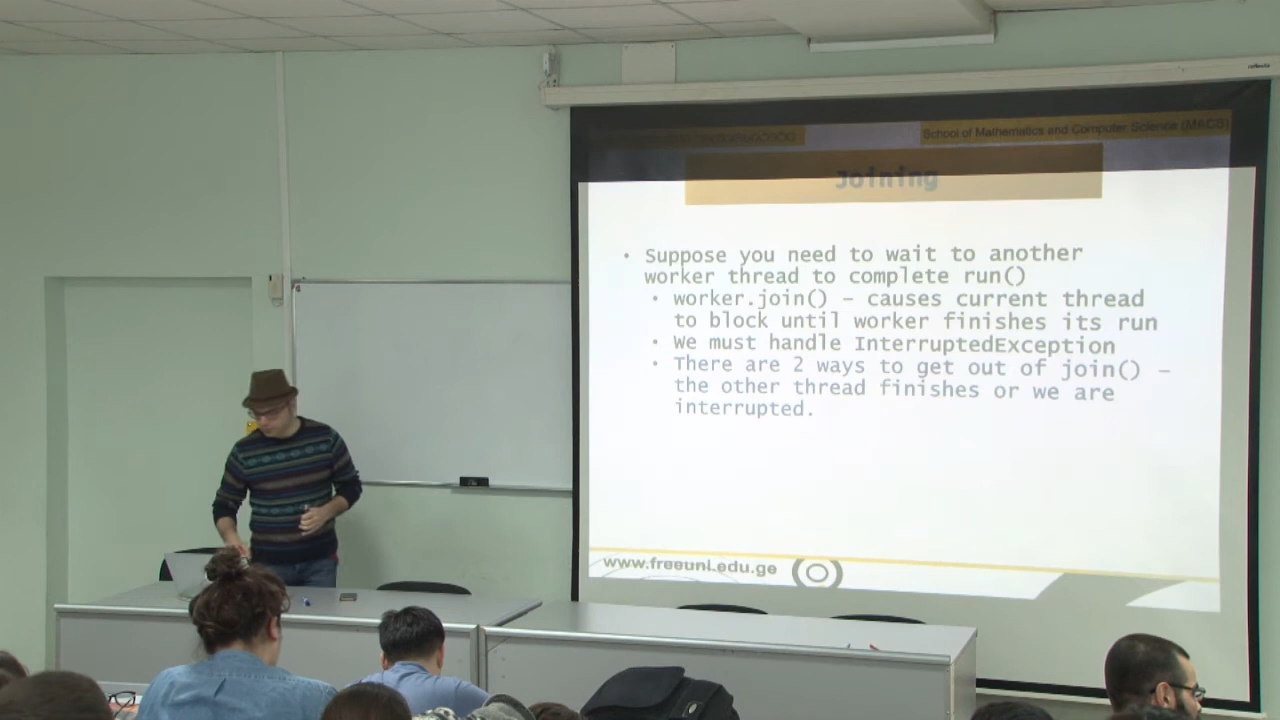 School of Mathematics and Computer Science (MACS)
Joining
• Suppose you need to wait to another
worker thread to complete run()
• worker.join() – causes current thread
to block until worker finishes its run
• We must handle InterruptedException
• There are 2 ways to get out of join() –
the other thread finishes or we are
interrupted.
www.freeuni.edu.ge